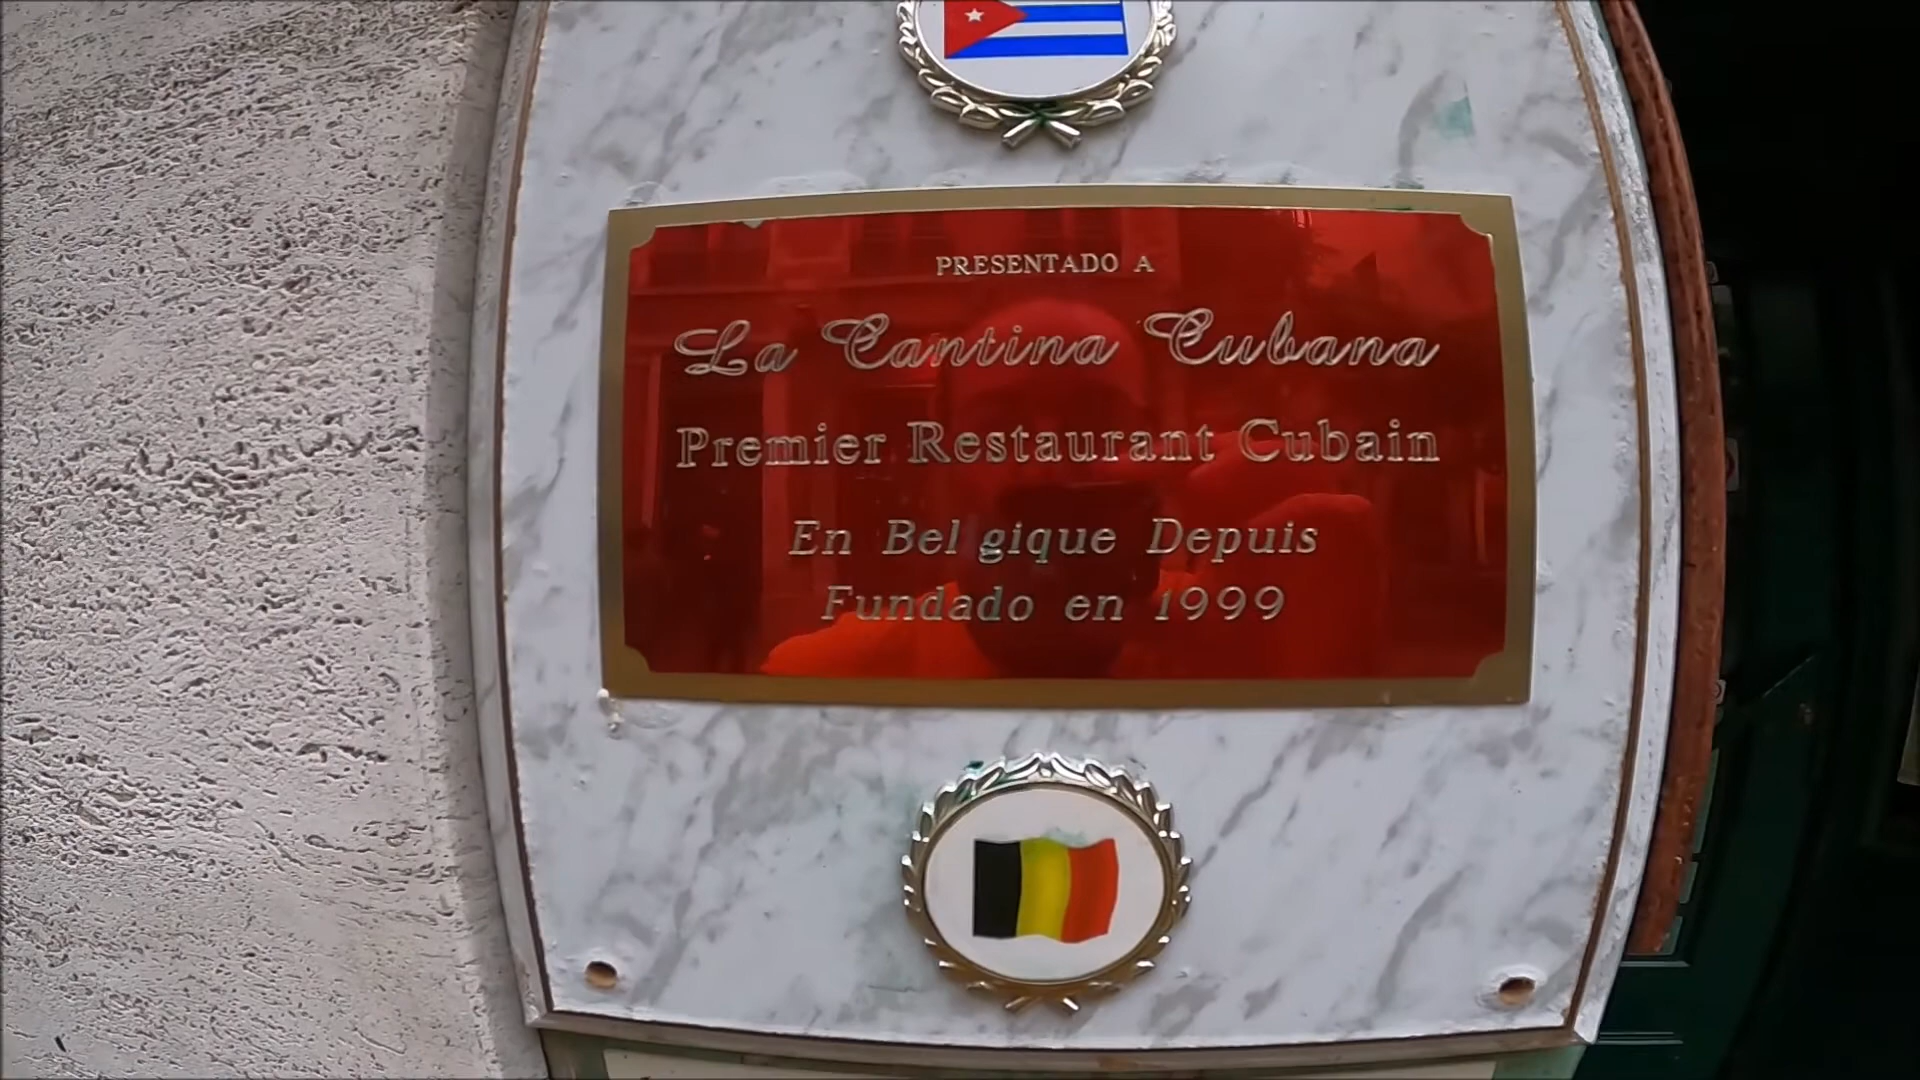 PRESENTADO A
La Cantina Cubana
Premier Restaurant Cubain
En Bel gique Depuis
Fundado en 1999